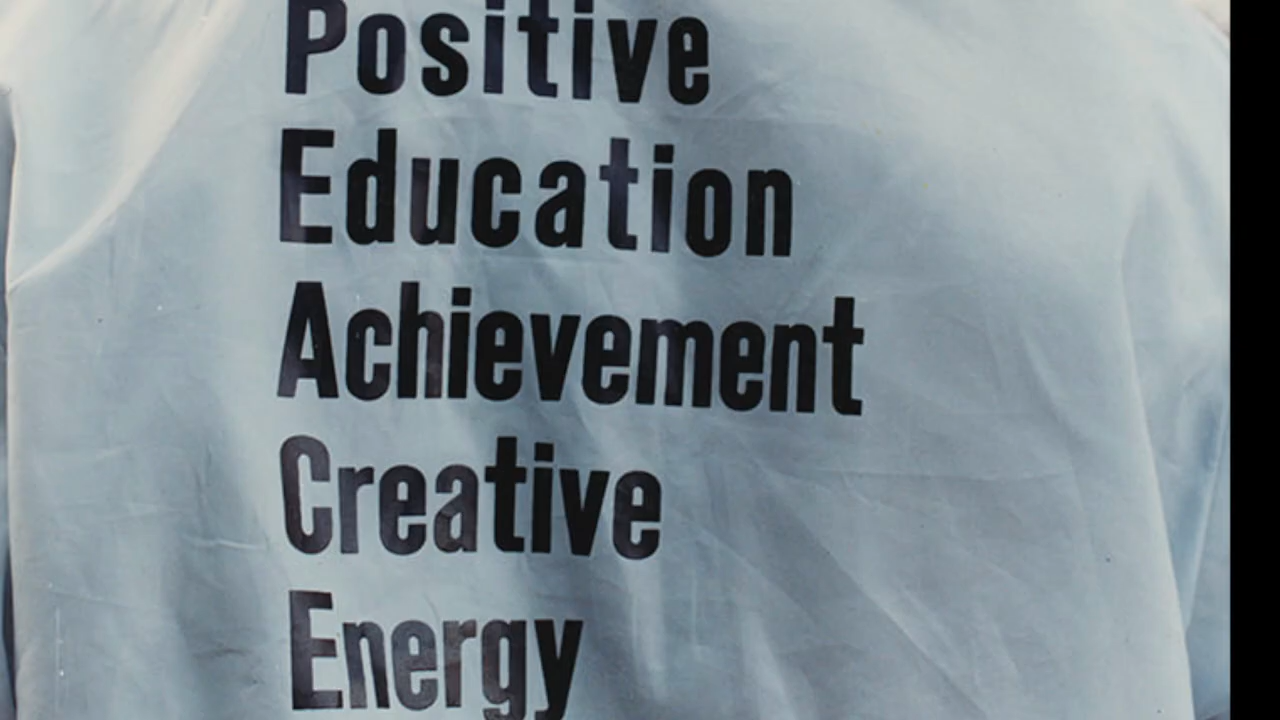 Positive
Education
Achievement
Creative
Energy